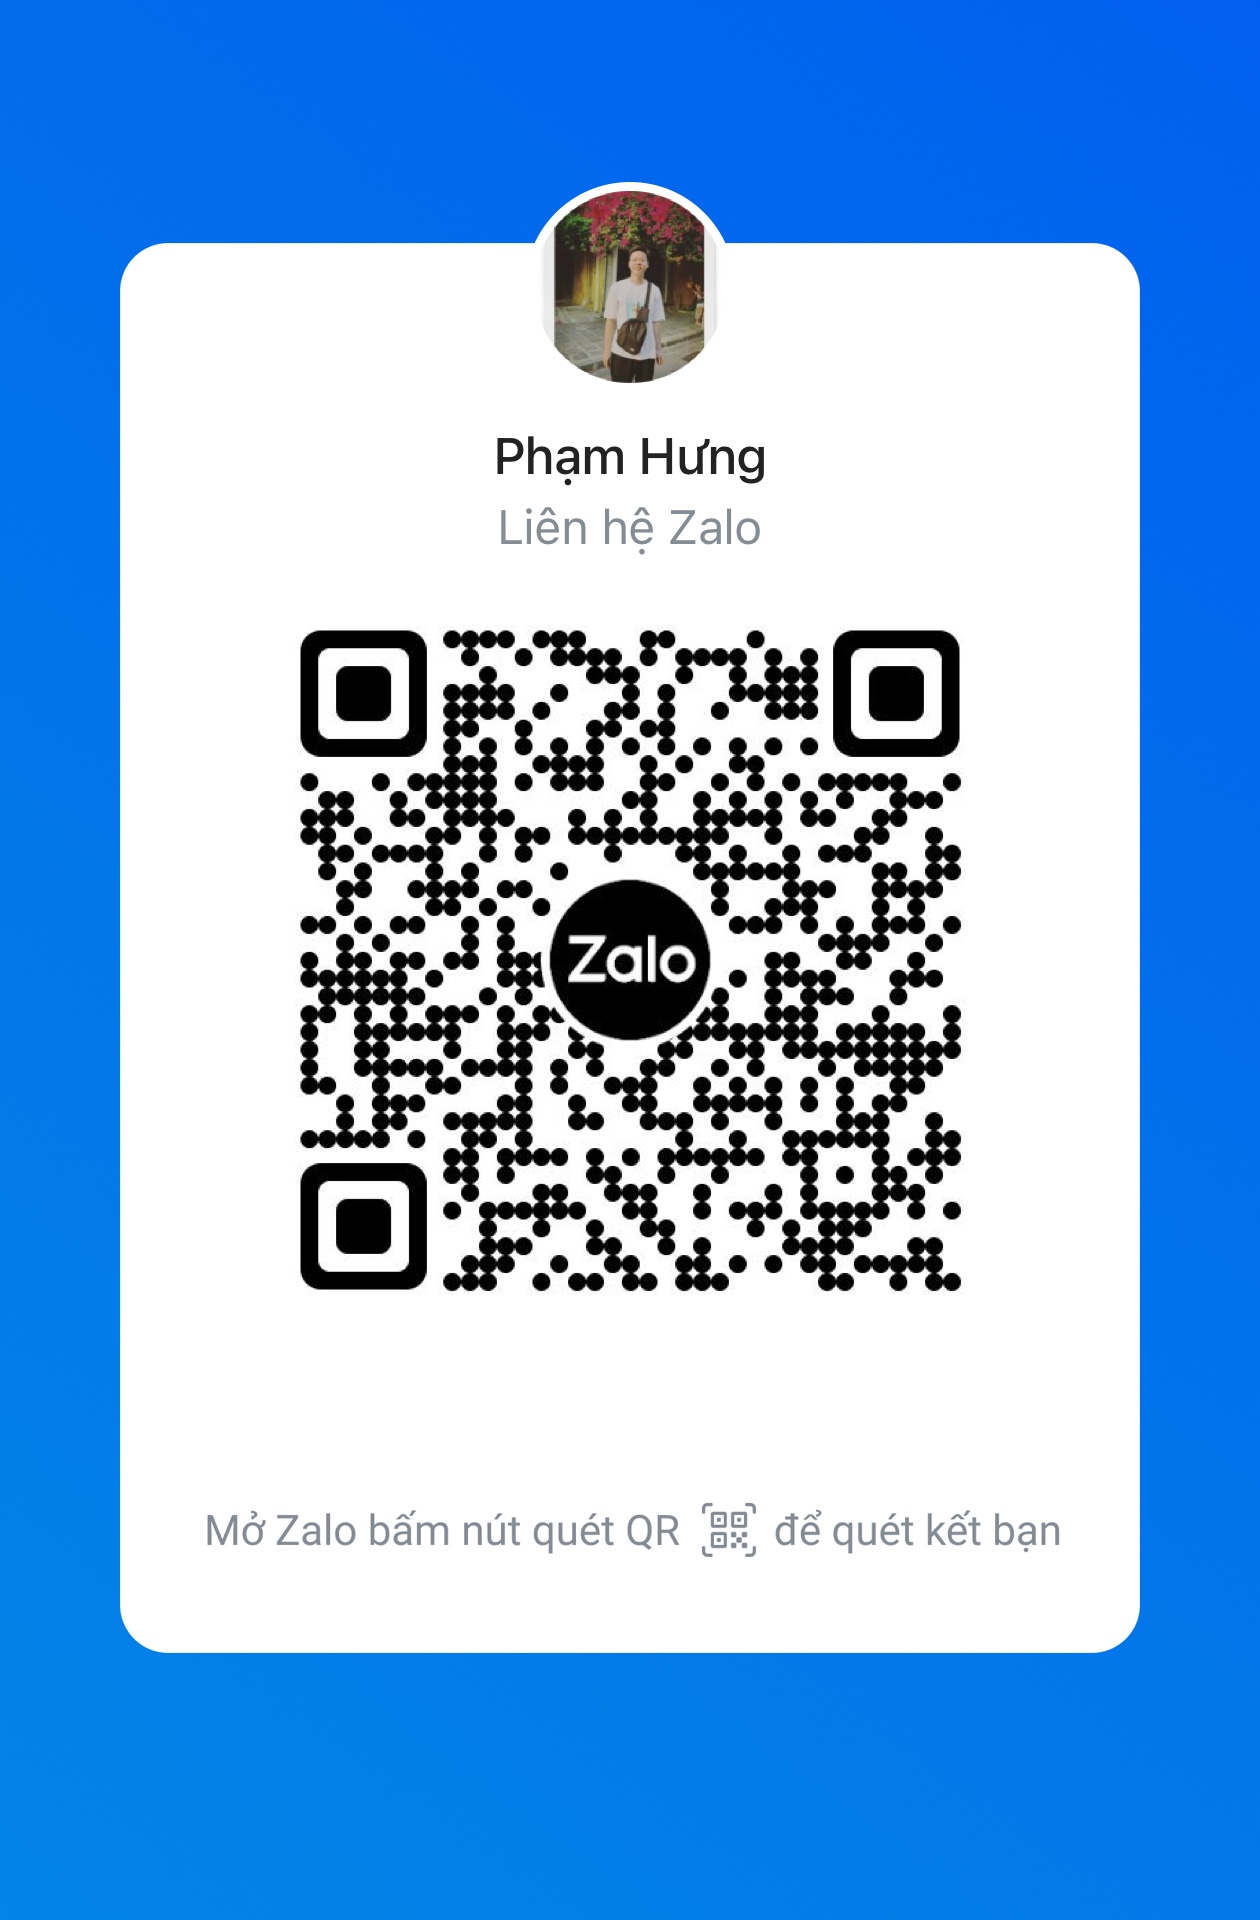 Phạm Hưng
Liên hệ Zalo
Zalo
Mở Zalo bấm nút quét QR để quét kết bạn